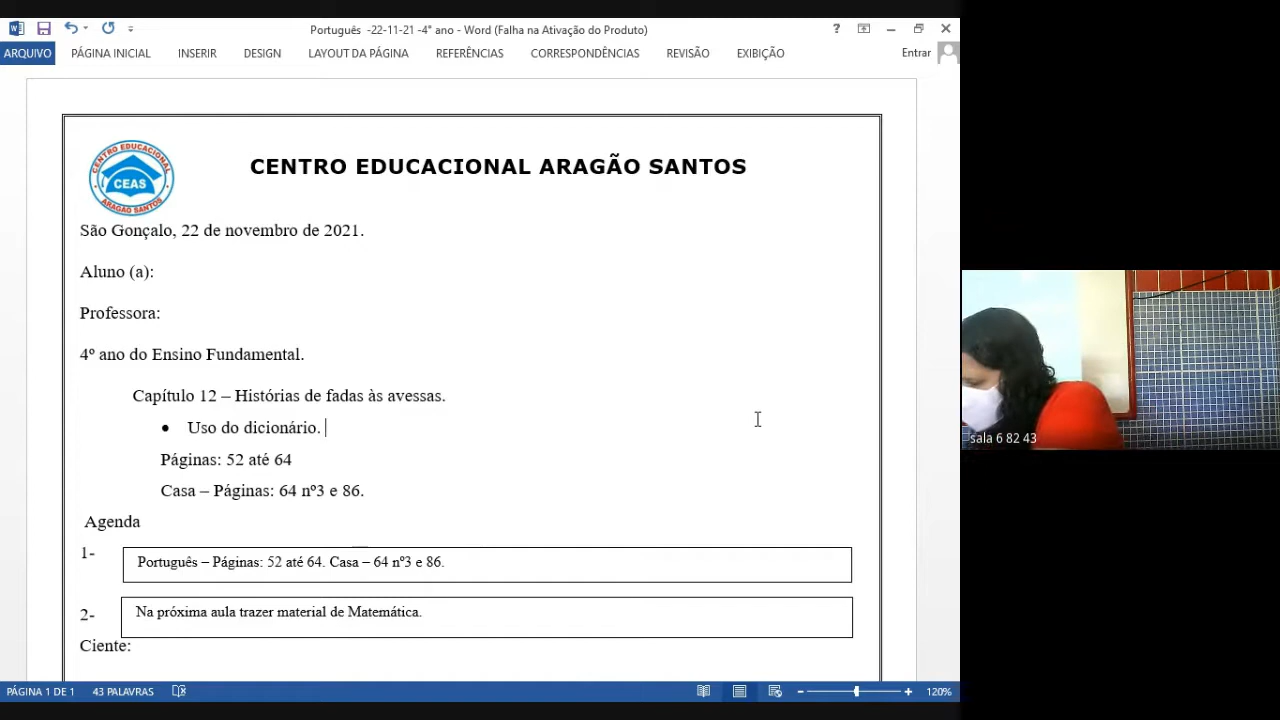 Português -22-11-21 -4° ano - Word (Falha na Ativação do Produto)
ARQUIVO PÁGINA INICIAL INSERIR DESIGN LAYOUT DA PÁGINA REFERÊNCIAS CORRESPONDÊNCIAS REVISÃO EXIBIÇÃO Entrar
CENTRO EDUCACIONAL
CEAS
ARAGÃO SANTOS
CENTRO EDUCACIONAL ARAGÃO SANTOS
São Gonçalo, 22 de novembro de 2021.
Aluno (a):
Professora:
4º ano do Ensino Fundamental.
Capítulo 12 – Histórias de fadas às avessas.
• Uso do dicionário.
Páginas: 52 até 64
Casa – Páginas: 64 nº3 e 86.
Agenda
1- Português – Páginas: 52 até 64. Casa – 64 nº3 e 86.
2- Na próxima aula trazer material de Matemática.
Ciente:
sala 6 82 43
PÁGINA 1 DE 1 43 PALAVRAS 120%